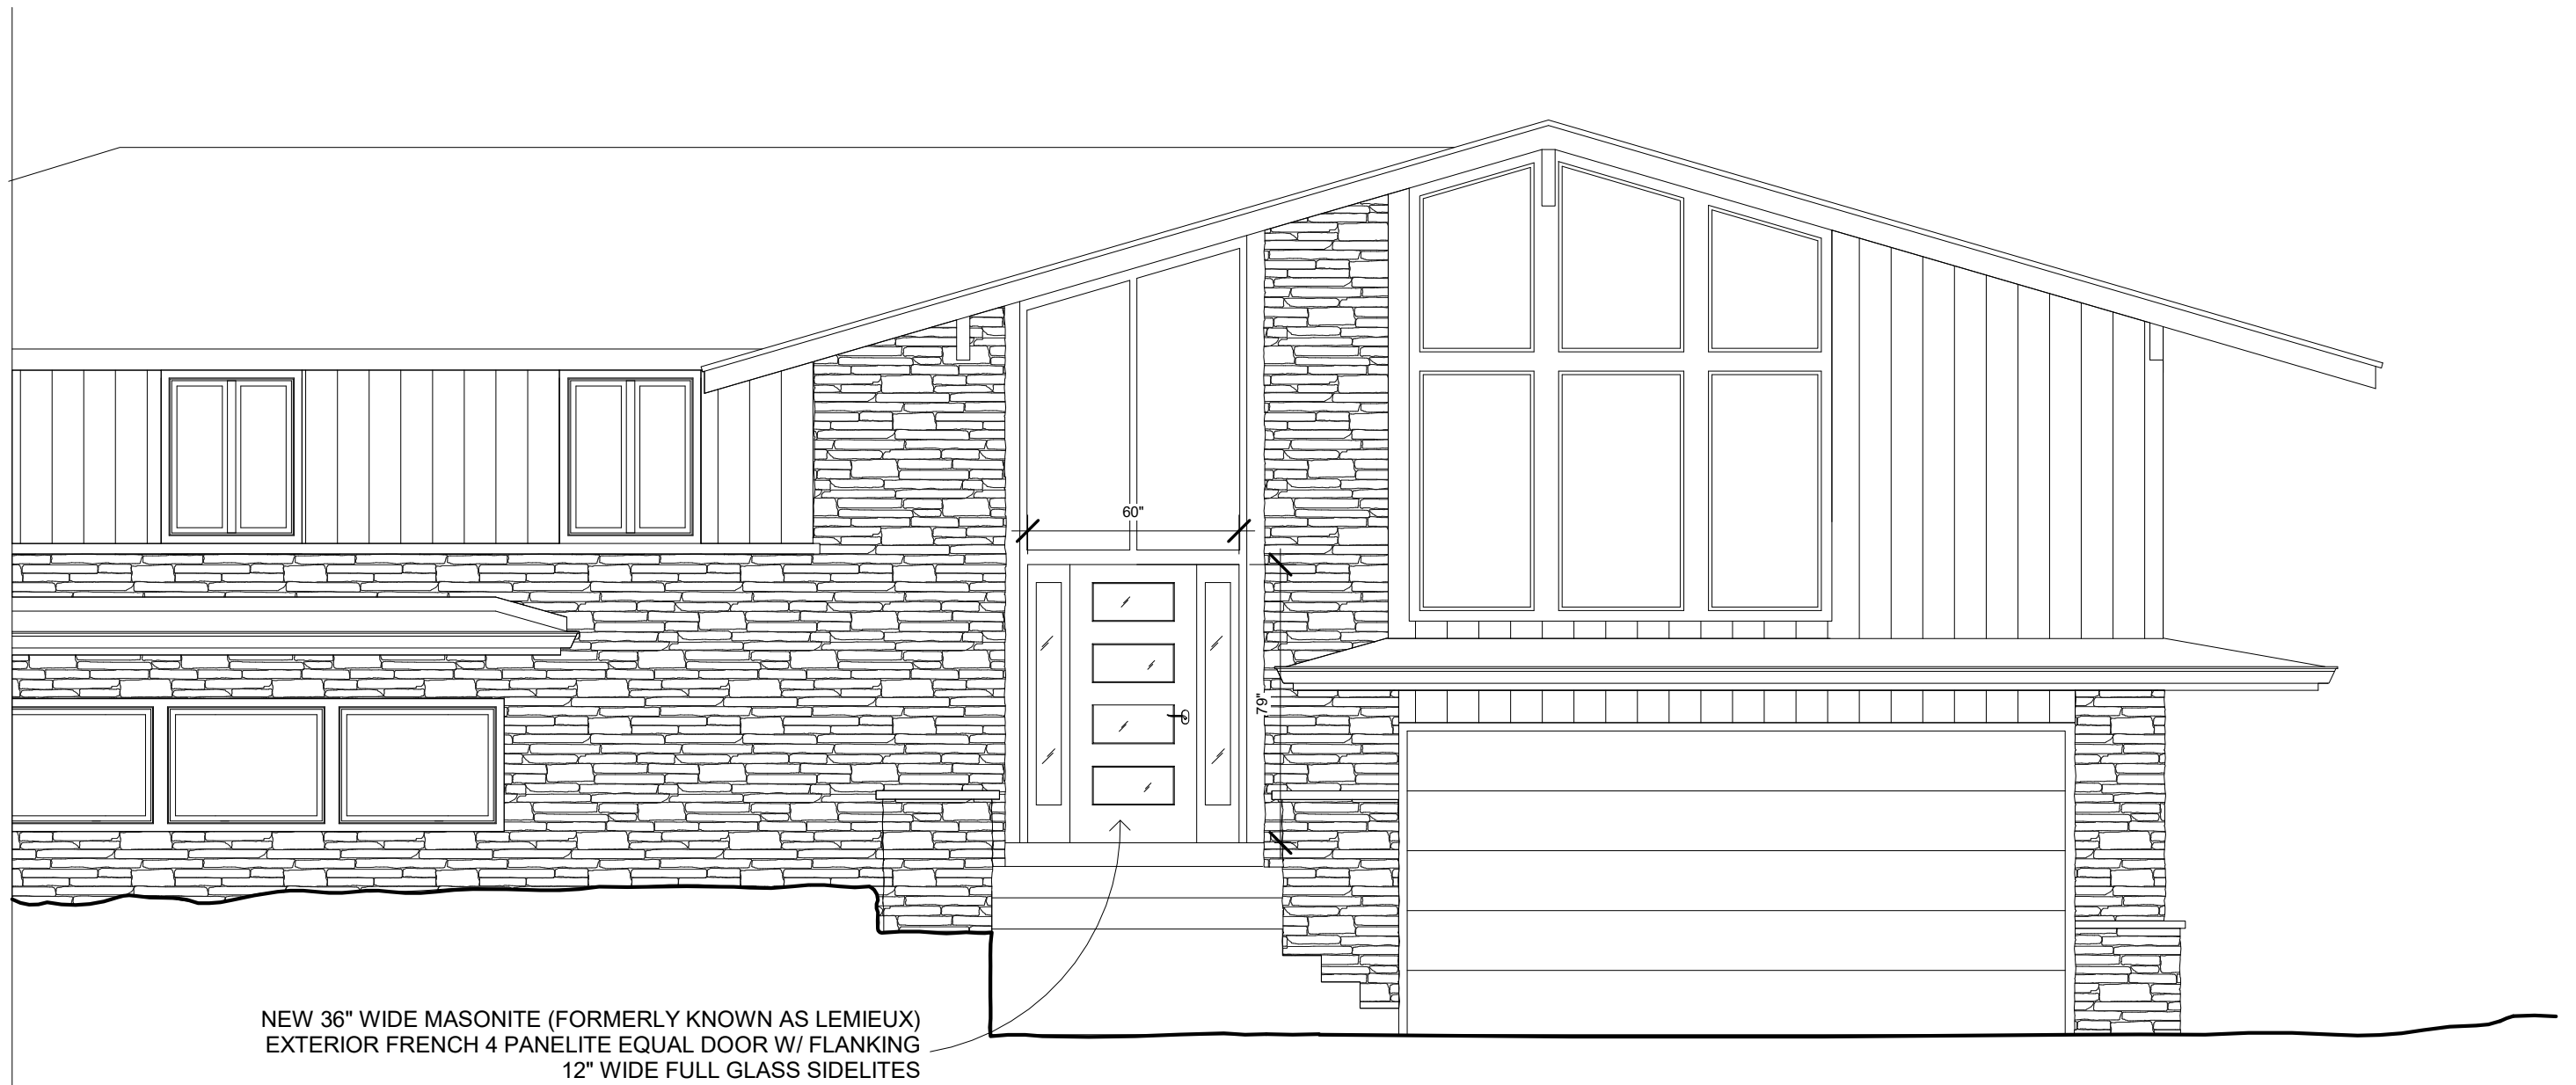 60"
79"
NEW 36" WIDE MASONITE (FORMERLY KNOWN AS LEMIEUX)
EXTERIOR FRENCH 4 PANELITE EQUAL DOOR W/ FLANKING
12" WIDE FULL GLASS SIDELITES